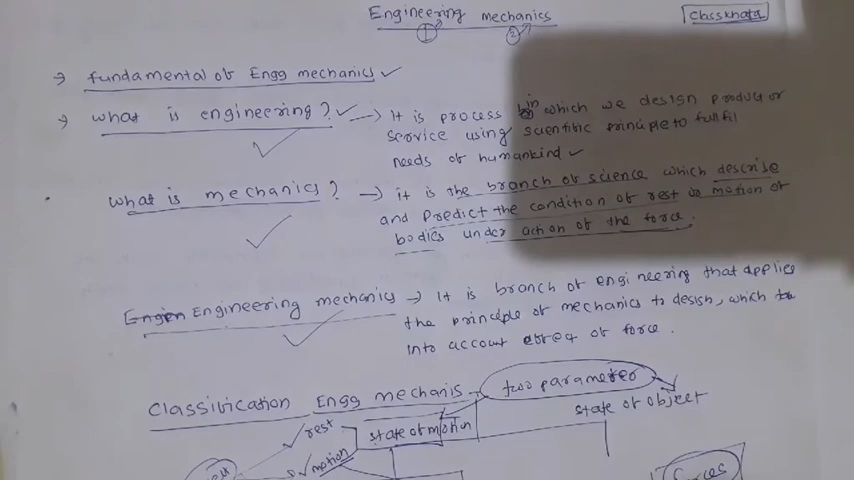 Engineering mechanics
① ②
classkhata
→ fundamental of Engg mechanics ✓
→ what is engineering? ✓ → It is process in which we design product or
service using scientific principle to fulfil
needs of humankind ✓
what is mechanics? → it is the branch of science which describe
and predict the condition of rest or motion of
bodies under action of the force.
Engineering mechanics → It is branch of engineering that applies
the principle of mechanics to design, which
into account of force.
classification Engg mechanis → two parameter
state of object
rest
state of motion
motion
Forces